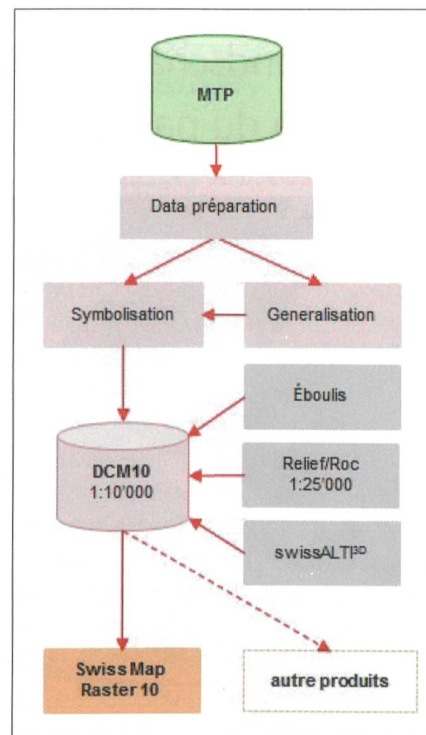 MTP
Data préparation
Symbolisation
Generalisation
Éboulis
DCM10
1:10'000
Relief/Roc
1:25'000
swissALTI3D
Swiss Map
Raster 10
autre produits